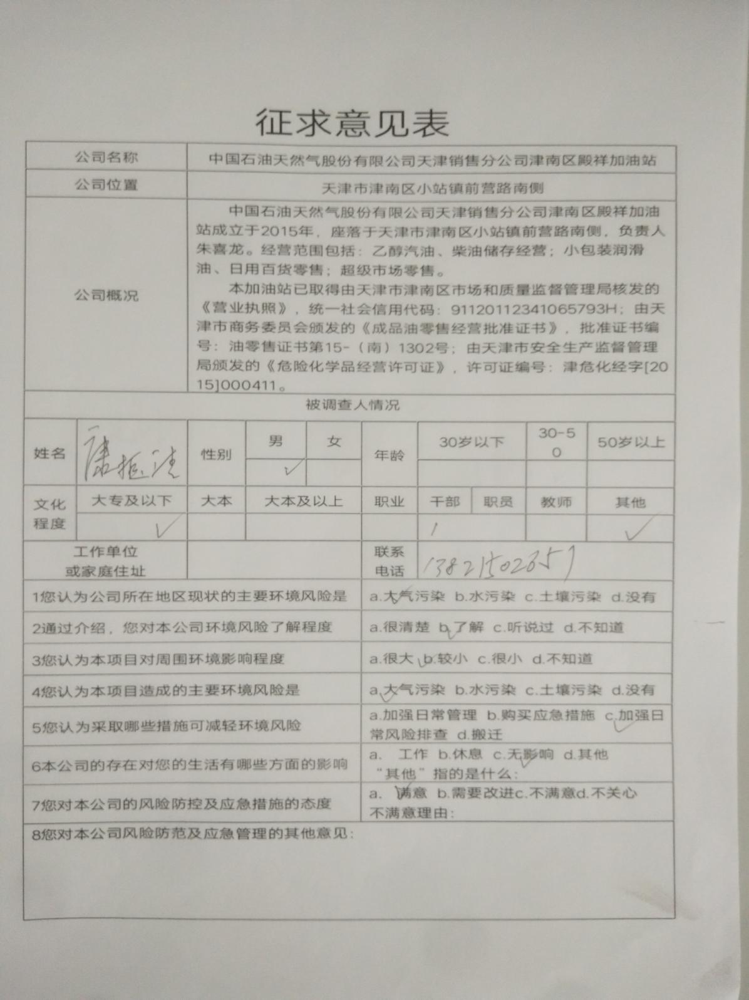 征求意见表
公司名称 中国石油天然气股份有限公司天津销售分公司津南区殿祥加油站
公司位置 天津市津南区小站镇前营路南侧
公司概况
中国石油天然气股份有限公司天津销售分公司津南区殿祥加油
站成立于2015年，座落于天津市津南区小站镇前营路南侧，负责人
朱喜龙。经营范围包括：乙醇汽油、柴油储存经营；小包装润滑
油、日用百货零售；超级市场零售。
本加油站已取得由天津市津南区市场和质量监督管理局核发的
《营业执照》，统一社会信用代码：91120112341065793H；由天
津市商务委员会颁发的《成品油零售经营批准证书》，批准证书编
号：油零售证书第15-（南）1302号；由天津市安全生产监督管理
局颁发的《危险化学品经营许可证》，许可证编号：津危化经字[20
15]000411。
被调查人情况
姓名 康 性别 男 女 年龄 30岁以下 30-5
0 50岁以上
✓
文化
程度 大专及以下 大本 大本及以上 职业 干部 职员 教师 其他
✓ ✓
工作单位
或家庭住址 联系
电话 13821502657
1您认为公司所在地区现状的主要环境风险是 a.大气污染 b.水污染 c.土壤污染 d.没有
2通过介绍，您对本公司环境风险了解程度 a.很清楚 b.了解 c.听说过 d.不知道
3您认为本项目对周围环境影响程度 a.很大 b.较小 c.很小 d.不知道
4您认为本项目造成的主要环境风险是 a.大气污染 b.水污染 c.土壤污染 d.没有
5您认为采取哪些措施可减轻环境风险 a.加强日常管理 b.购买应急措施 c.加强日
常风险排查 d.搬迁
6本公司的存在对您的生活有哪些方面的影响 a. 工作 b.休息 c.无影响 d.其他
“其他”指的是什么：
7您对本公司的风险防控及应急措施的态度 a. 满意 b.需要改进c.不满意d.不关心
不满意理由：
8您对本公司风险防范及应急管理的其他意见：